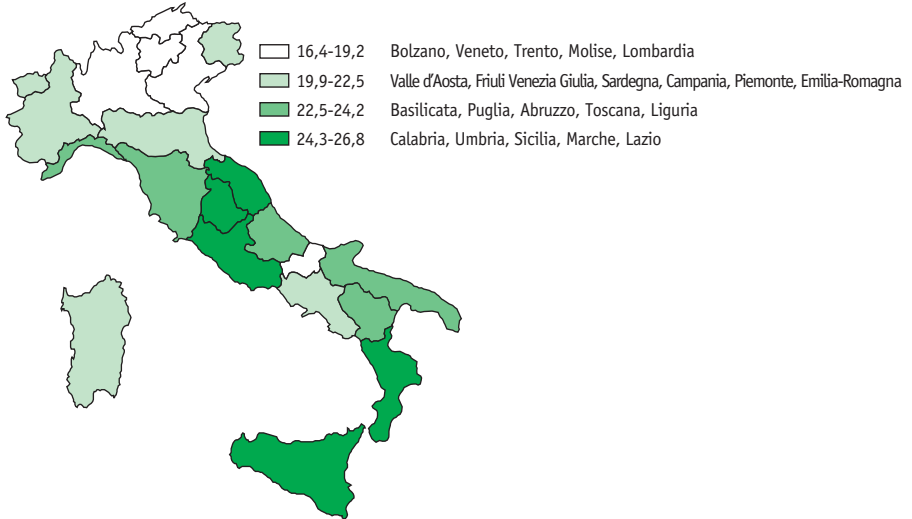 16,4-19,2 Bolzano, Veneto, Trento, Molise, Lombardia
19,9-22,5 Valle d'Aosta, Friuli Venezia Giulia, Sardegna, Campania, Piemonte, Emilia-Romagna
22,5-24,2 Basilicata, Puglia, Abruzzo, Toscana, Liguria
24,3-26,8 Calabria, Umbria, Sicilia, Marche, Lazio